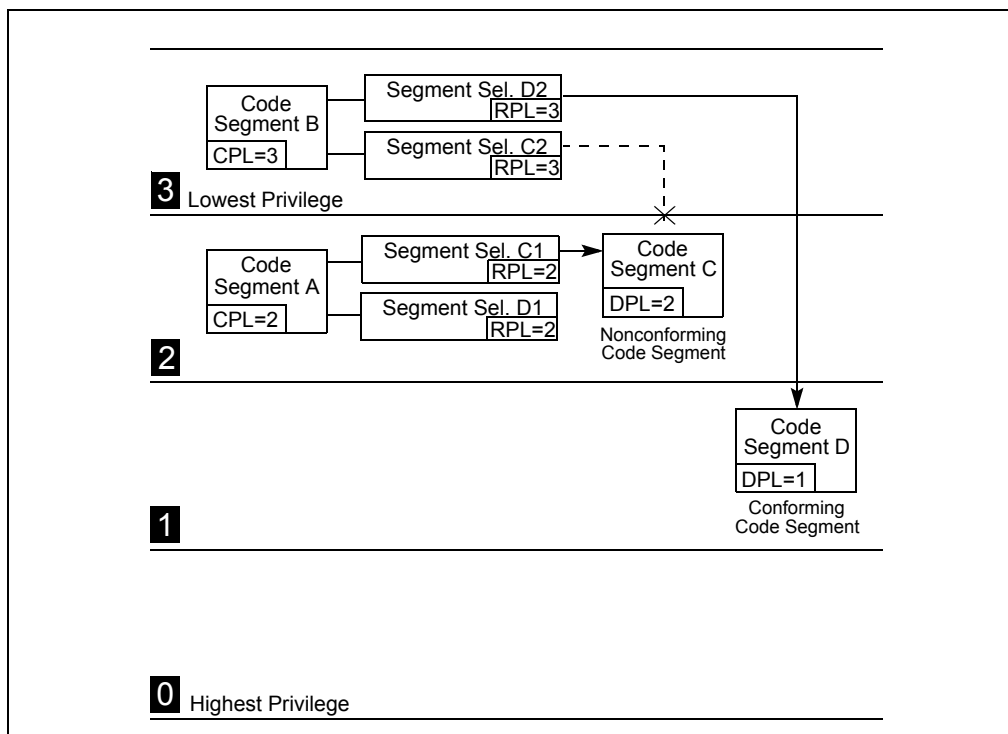 Code
Segment B
CPL=3
Segment Sel. D2
RPL=3
Segment Sel. C2
RPL=3
3 Lowest Privilege
Code
Segment A
CPL=2
Segment Sel. C1
RPL=2
Segment Sel. D1
RPL=2
Code
Segment C
DPL=2
Nonconforming
Code Segment
2
Code
Segment D
DPL=1
Conforming
Code Segment
1
0 Highest Privilege